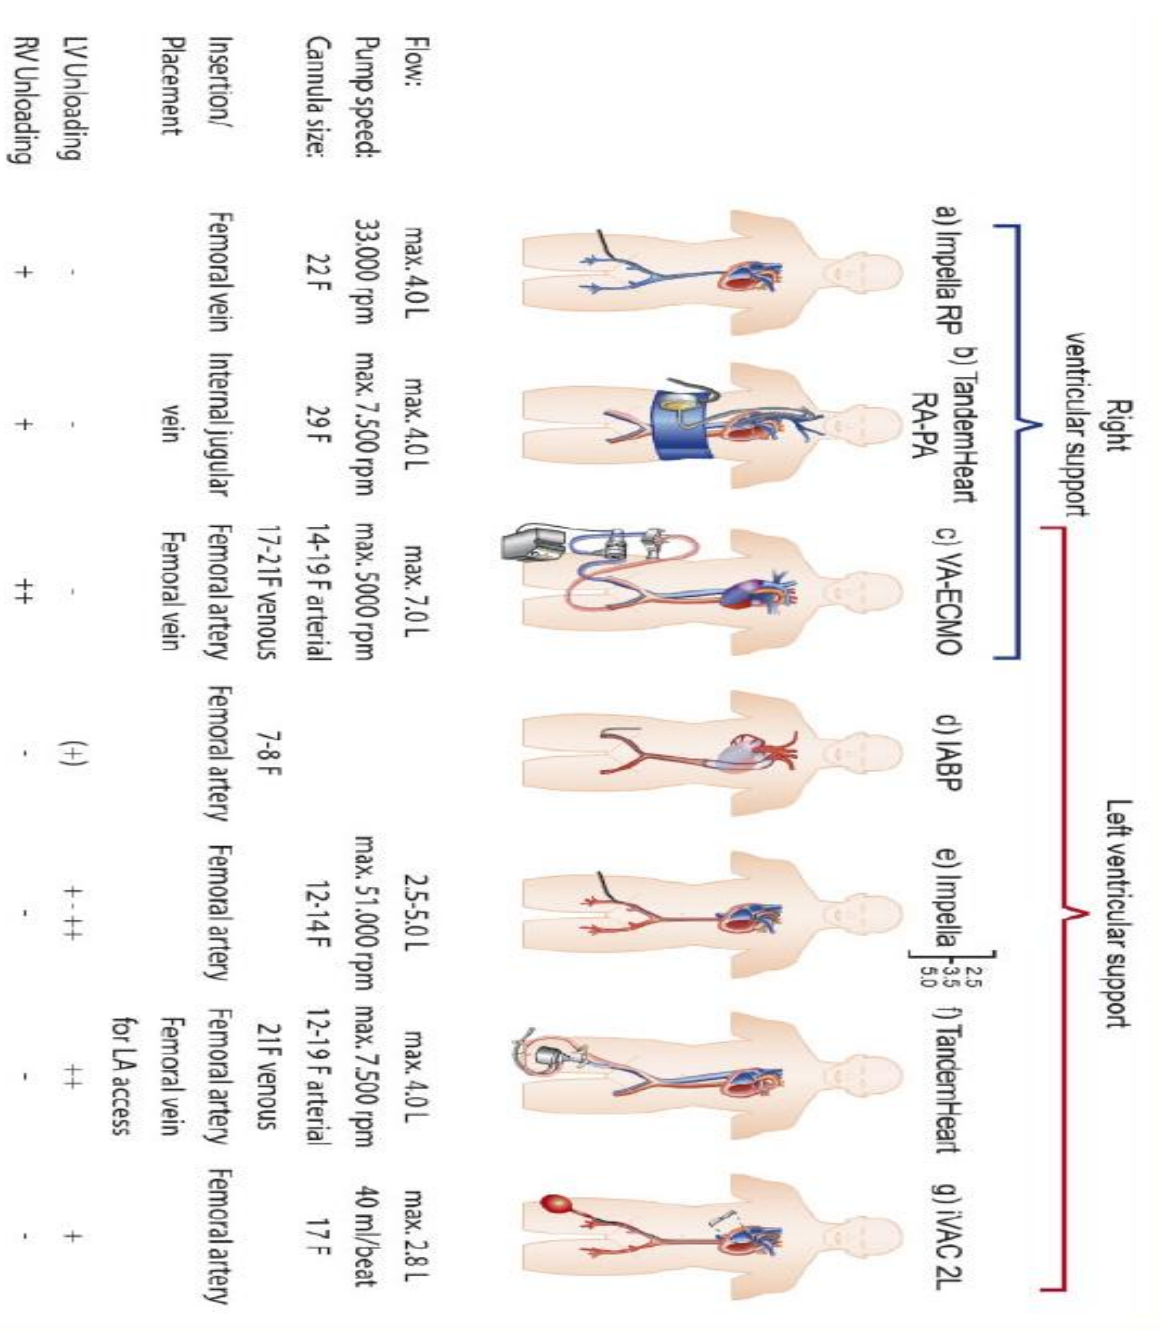 Right
ventricular support
Left ventricular support
a) Impella RP
b) TandemHeart
RA-PA
c) VA-ECMO
d) IABP
e) Impella
2.5
3.5
5.0
f) TandemHeart
g) iVAC 2L
Flow: max. 4.0 L max. 4.0 L max. 7.0 L 2.5-5.0 L max. 4.0 L max. 2.8 L
Pump speed: 33.000 rpm max. 7.500 rpm max. 5000 rpm max. 51.000 rpm max. 7.500 rpm 40 ml/beat
Cannula size: 22 F 29 F 14-19 F arterial 12-14 F 12-19 F arterial 17 F
17-21F venous 7-8 F 21F venous
Insertion/ Femoral vein Internal jugular Femoral artery Femoral artery Femoral artery Femoral artery Femoral artery
Placement vein Femoral vein Femoral vein
for LA access
LV Unloading - - - (+) + - ++ ++ +
RV Unloading + + ++ - - - -